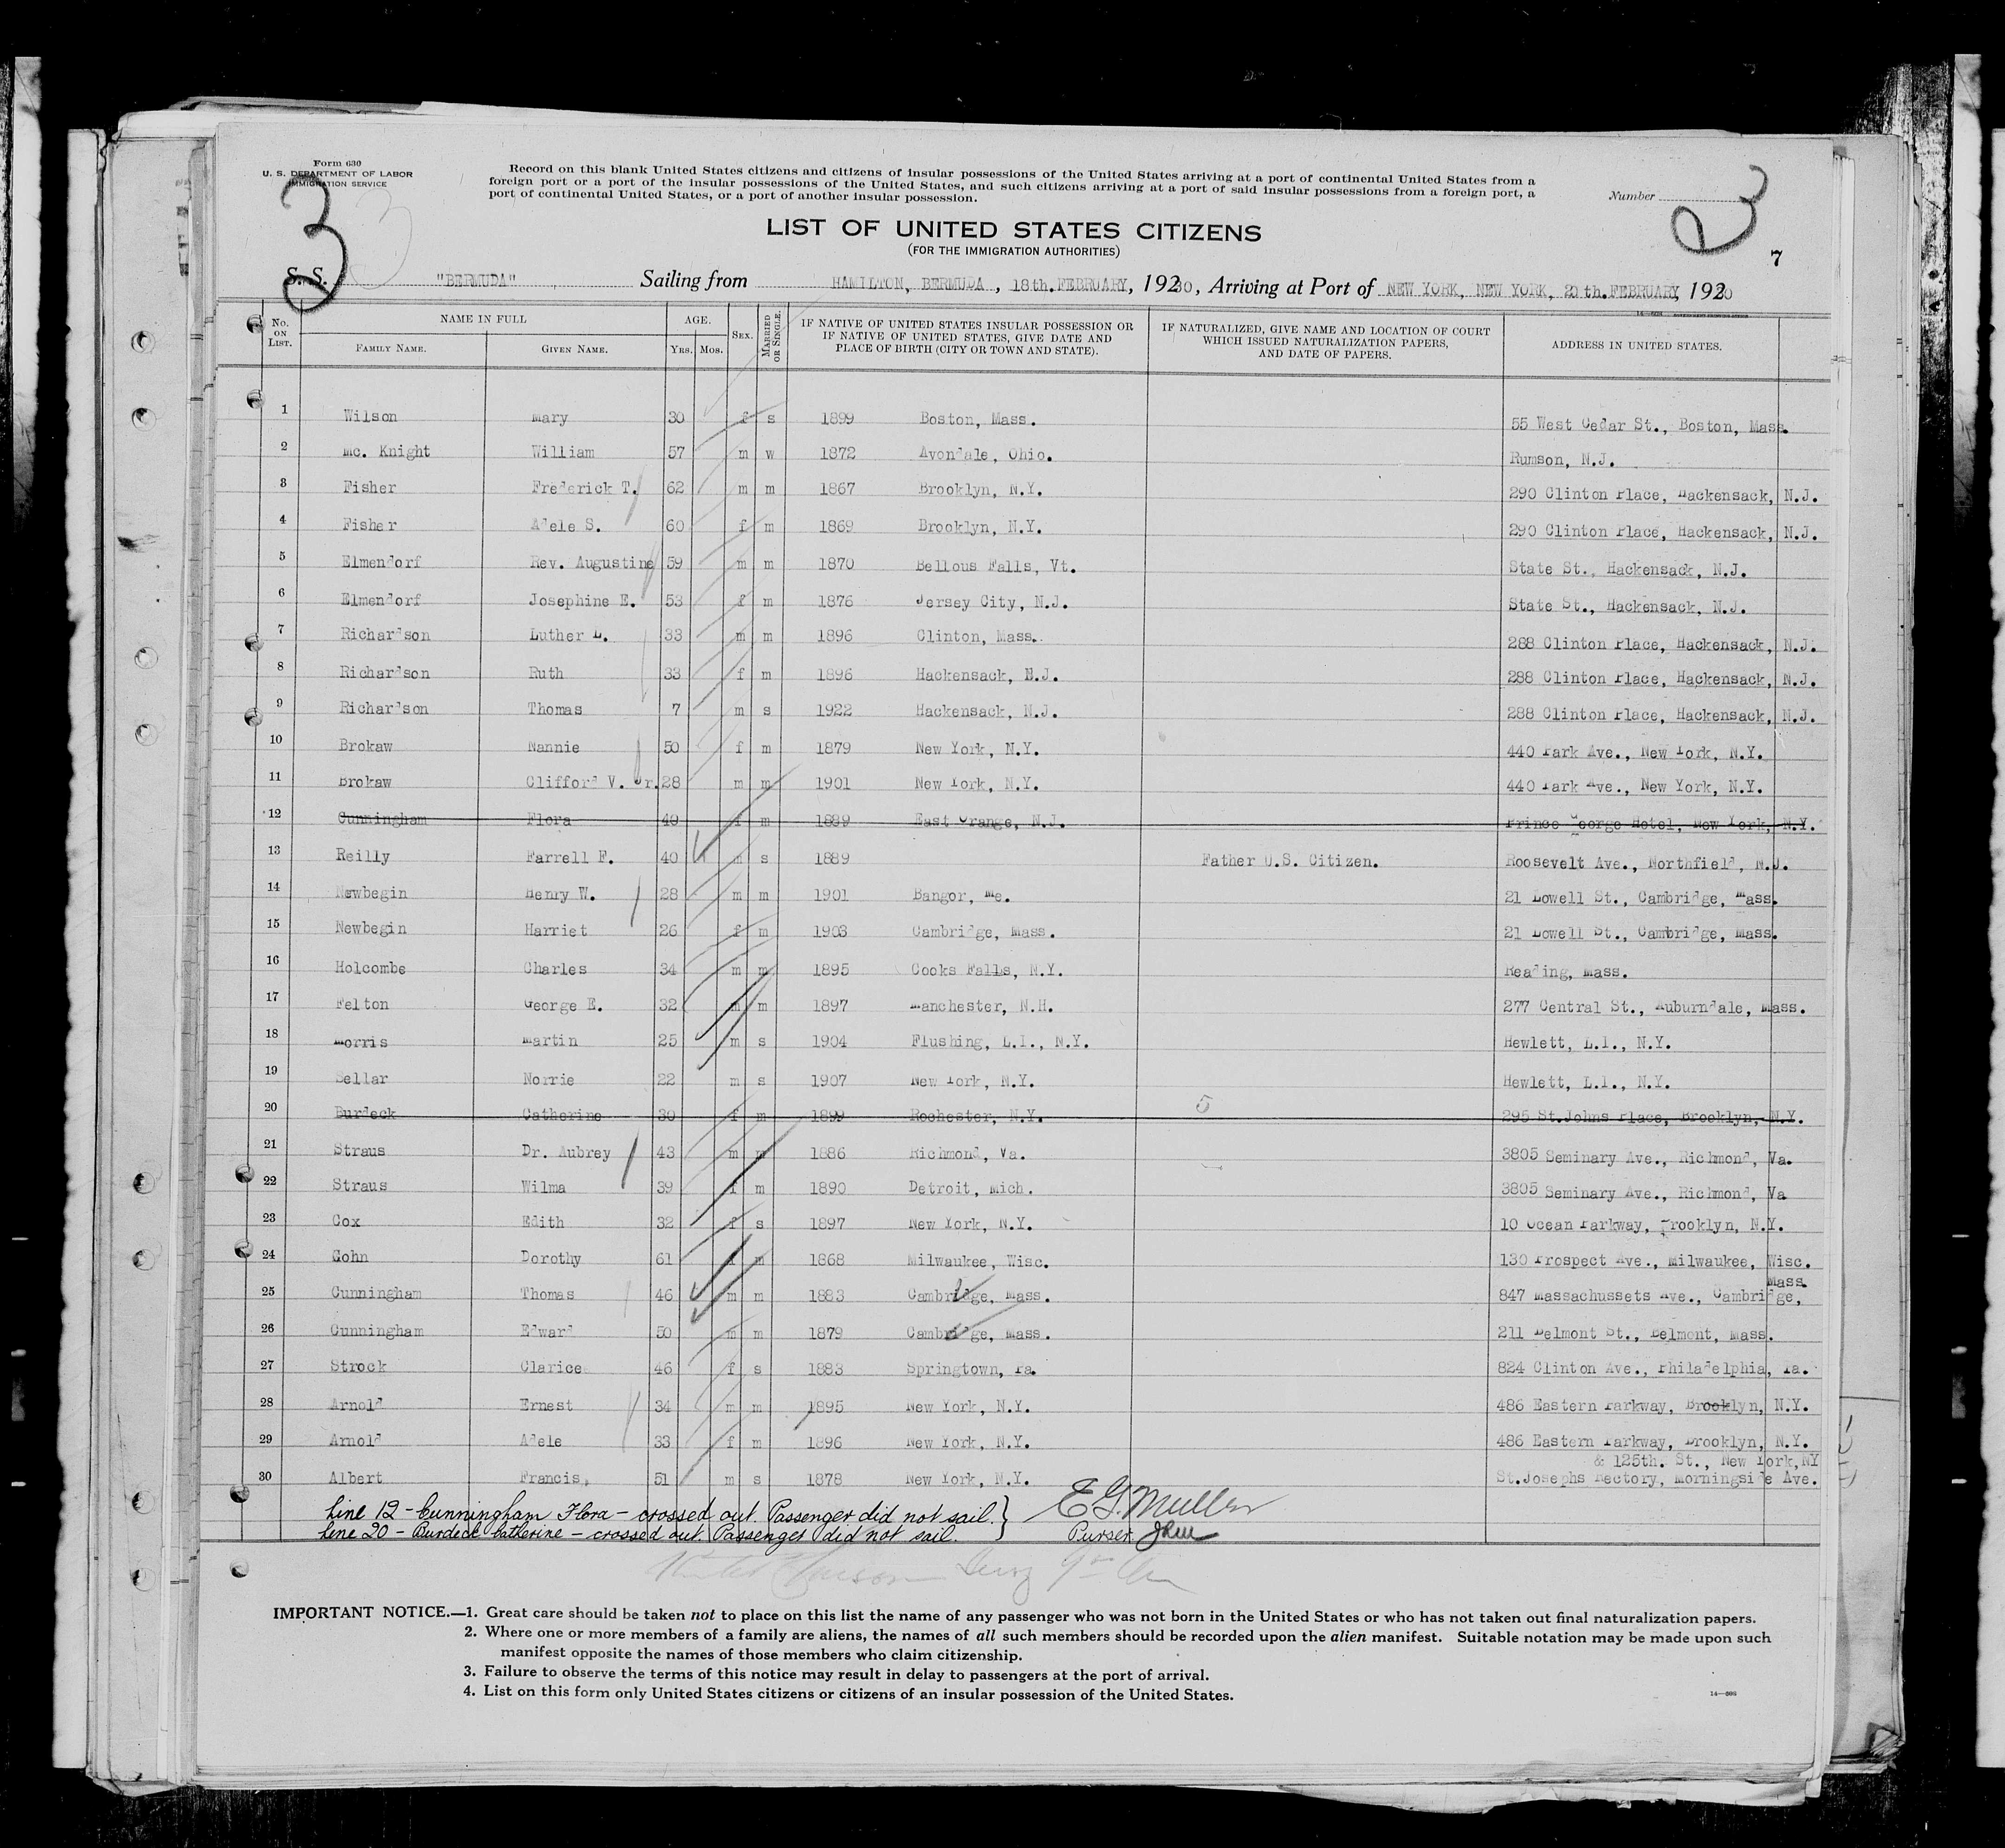 Form 630
U. S. DEPARTMENT OF LABOR
IMMIGRATION SERVICE
3
3
Record on this blank United States citizens and citizens of insular possessions of the United States arriving at a port of continental United States from a
foreign port or a port of the insular possessions of the United States, and such citizens arriving at a port of said insular possessions from a foreign port, a
port of continental United States, or a port of another insular possession.
Number
LIST OF UNITED STATES CITIZENS
(FOR THE IMMIGRATION AUTHORITIES)
7
S. S. "BERMUDA" Sailing from HAMILTON, BERMUDA, 18th.FEBRUARY, 1930, Arriving at Port of NEW YORK, NEW YORK, 20th.FEBRUARY, 1930
No. ON LIST. NAME IN FULL FAMILY NAME. GIVEN NAME. AGE. YRS. MOS. SEX. MARRIED OR SINGLE. IF NATIVE OF UNITED STATES INSULAR POSSESSION OR IF NATIVE OF UNITED STATES, GIVE DATE AND PLACE OF BIRTH (CITY OR TOWN AND STATE). IF NATURALIZED, GIVE NAME AND LOCATION OF COURT WHICH ISSUED NATURALIZATION PAPERS, AND DATE OF PAPERS. ADDRESS IN UNITED STATES.
1 Wilson Mary 30 f s 1899 Boston, Mass. 55 West Cedar St., Boston, Mass.
2 Mc. Knight William 57 m w 1872 Avondale, Ohio. Rumson, N.J.
3 Fisher Frederick T. 62 m m 1867 Brooklyn, N.Y. 290 Clinton Place, Hackensack, N.J.
4 Fisher Adele S. 60 f m 1869 Brooklyn, N.Y. 290 Clinton Place, Hackensack, N.J.
5 Elmendorf Rev. Augustine 59 m m 1870 Bellous Falls, Vt. State St., Hackensack, N.J.
6 Elmendorf Josephine E. 53 f m 1876 Jersey City, N.J. State St., Hackensack, N.J.
7 Richardson Luther L. 33 m m 1896 Clinton, Mass. 288 Clinton Place, Hackensack, N.J.
8 Richardson Ruth 33 f m 1896 Hackensack, N.J. 288 Clinton Place, Hackensack, N.J.
9 Richardson Thomas 7 m s 1922 Hackensack, N.J. 288 Clinton Place, Hackensack, N.J.
10 Brokaw Nannie 50 f m 1879 New York, N.Y. 440 Park Ave., New York, N.Y.
11 Brokaw Clifford V. Jr. 28 m m 1901 New York, N.Y. 440 Park Ave., New York, N.Y.
12 Cunningham Flora 40 f m 1889 East Orange, N.J. Prince George Hotel, New York, N.Y.
13 Reilly Farrell F. 40 m s 1889 Father U.S. Citizen. Roosevelt Ave., Northfield, N.J.
14 Newbegin Henry W. 28 m m 1901 Bangor, Me. 21 Lowell St., Cambridge, Mass.
15 Newbegin Harriet 26 f m 1903 Cambridge, Mass. 21 Lowell St., Cambridge, Mass.
16 Holcombe Charles 34 m m 1895 Cooks Falls, N.Y. Reading, Mass.
17 Felton George E. 32 m m 1897 Manchester, N.H. 277 Central St., Auburndale, Mass.
18 Morris Martin 25 m s 1904 Flushing, L.I., N.Y. Hewlett, L.I., N.Y.
19 Sellar Norrie 22 m s 1907 New York, N.Y. Hewlett, L.I., N.Y.
20 Burdeck Catherine 30 f m 1899 Rochester, N.Y. 5 295 St.Johns Place, Brooklyn, N.Y.
21 Straus Dr. Aubrey 43 m m 1886 Richmond, Va. 3805 Seminary Ave., Richmond, Va.
22 Straus Wilma 39 f m 1890 Detroit, Mich. 3805 Seminary Ave., Richmond, Va
23 Cox Edith 32 f s 1897 New York, N.Y. 10 Ocean Parkway, Brooklyn, N.Y.
24 Cohn Dorothy 61 f m 1868 Milwaukee, Wisc. 130 Prospect Ave., Milwaukee, Wisc.
25 Cunningham Thomas 46 m m 1883 Cambridge, Mass. 847 Massachussets Ave., Cambridge, Mass.
26 Cunningham Edward 50 m m 1879 Cambridge, Mass. 211 Belmont St., Belmont, Mass.
27 Strock Clarice 46 f s 1883 Springtown, Pa. 824 Clinton Ave., Philadelphia, Pa.
28 Arnold Ernest 34 m m 1895 New York, N.Y. 486 Eastern Parkway, Brooklyn, N.Y.
29 Arnold Adele 33 f m 1896 New York, N.Y. 486 Eastern Parkway, Brooklyn, N.Y.
& 125th. St., New York,NY
30 Albert Francis, 51 m s 1878 New York, N.Y. St.Josephs Rectory, Morningside Ave.
Line 12 - Cunningham Flora - crossed out. Passenger did not sail. } E G Muller
Line 20 - Burdeck Catherine - crossed out. Passenger did not sail. Purser
IMPORTANT NOTICE.—1. Great care should be taken not to place on this list the name of any passenger who was not born in the United States or who has not taken out final naturalization papers.
2. Where one or more members of a family are aliens, the names of all such members should be recorded upon the alien manifest. Suitable notation may be made upon such
manifest opposite the names of those members who claim citizenship.
3. Failure to observe the terms of this notice may result in delay to passengers at the port of arrival.
4. List on this form only United States citizens or citizens of an insular possession of the United States.